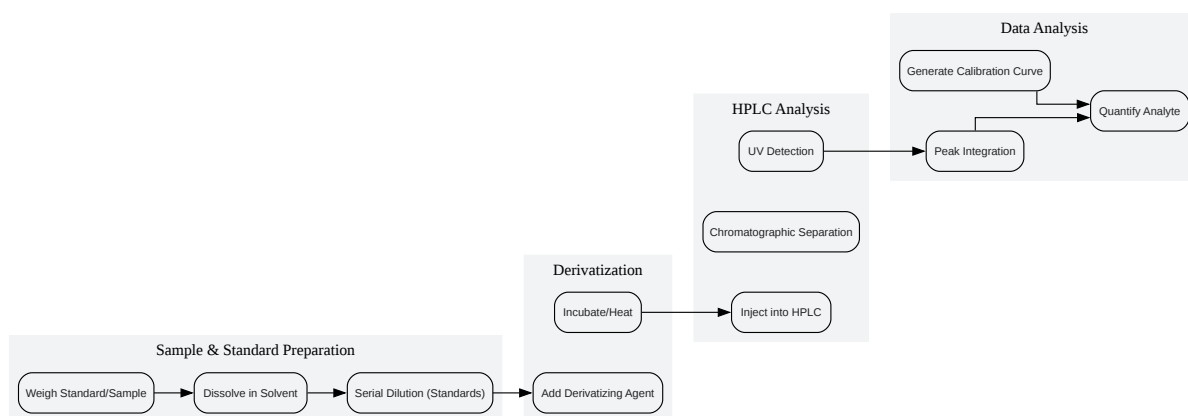 Data Analysis
Generate Calibration Curve
Quantify Analyte
Peak Integration
HPLC Analysis
UV Detection
Chromatographic Separation
Inject into HPLC
Derivatization
Incubate/Heat
Add Derivatizing Agent
Sample & Standard Preparation
Weigh Standard/Sample
Dissolve in Solvent
Serial Dilution (Standards)